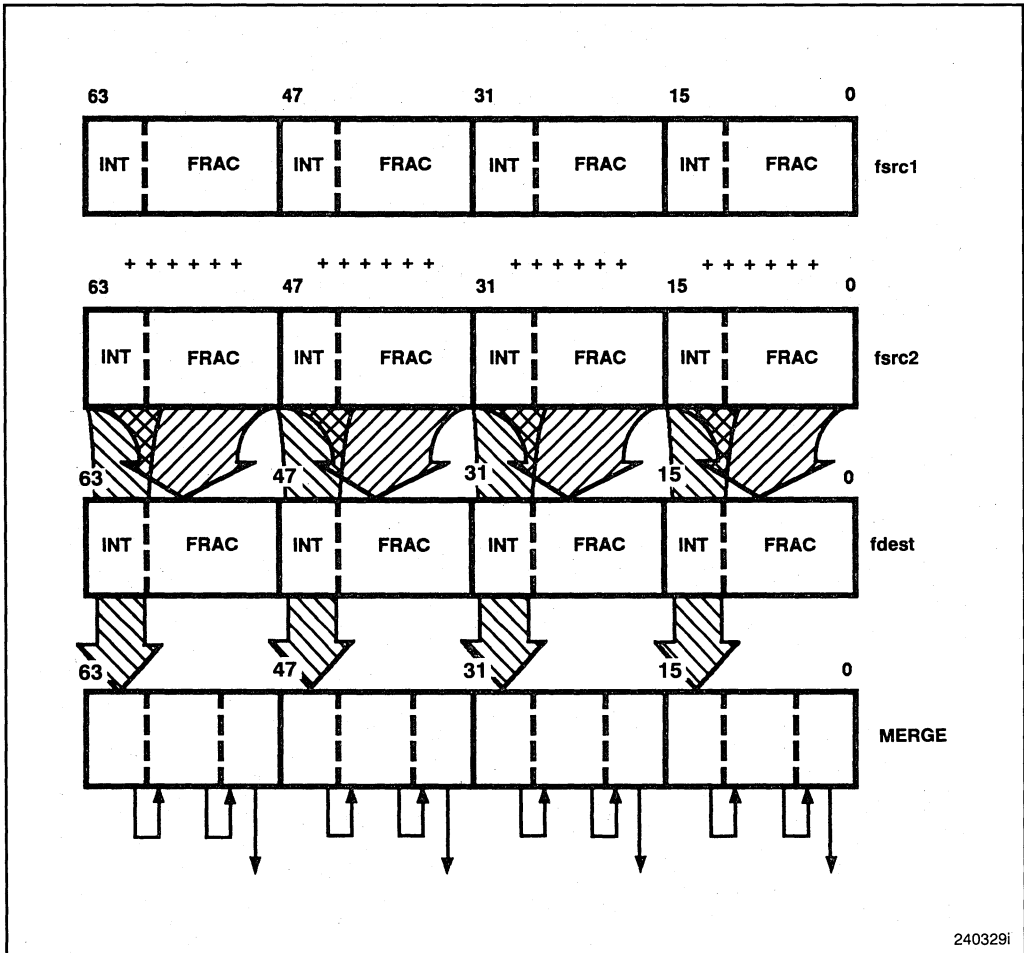 63 47 31 15 0
INT FRAC INT FRAC INT FRAC INT FRAC fsrc1
+ + + + + + + + + + + + + + + + + + + + + + + +
63 47 31 15 0
INT FRAC INT FRAC INT FRAC INT FRAC fsrc2
63 47 31 15 0
INT FRAC INT FRAC INT FRAC INT FRAC fdest
63 47 31 15 0
MERGE
240329i